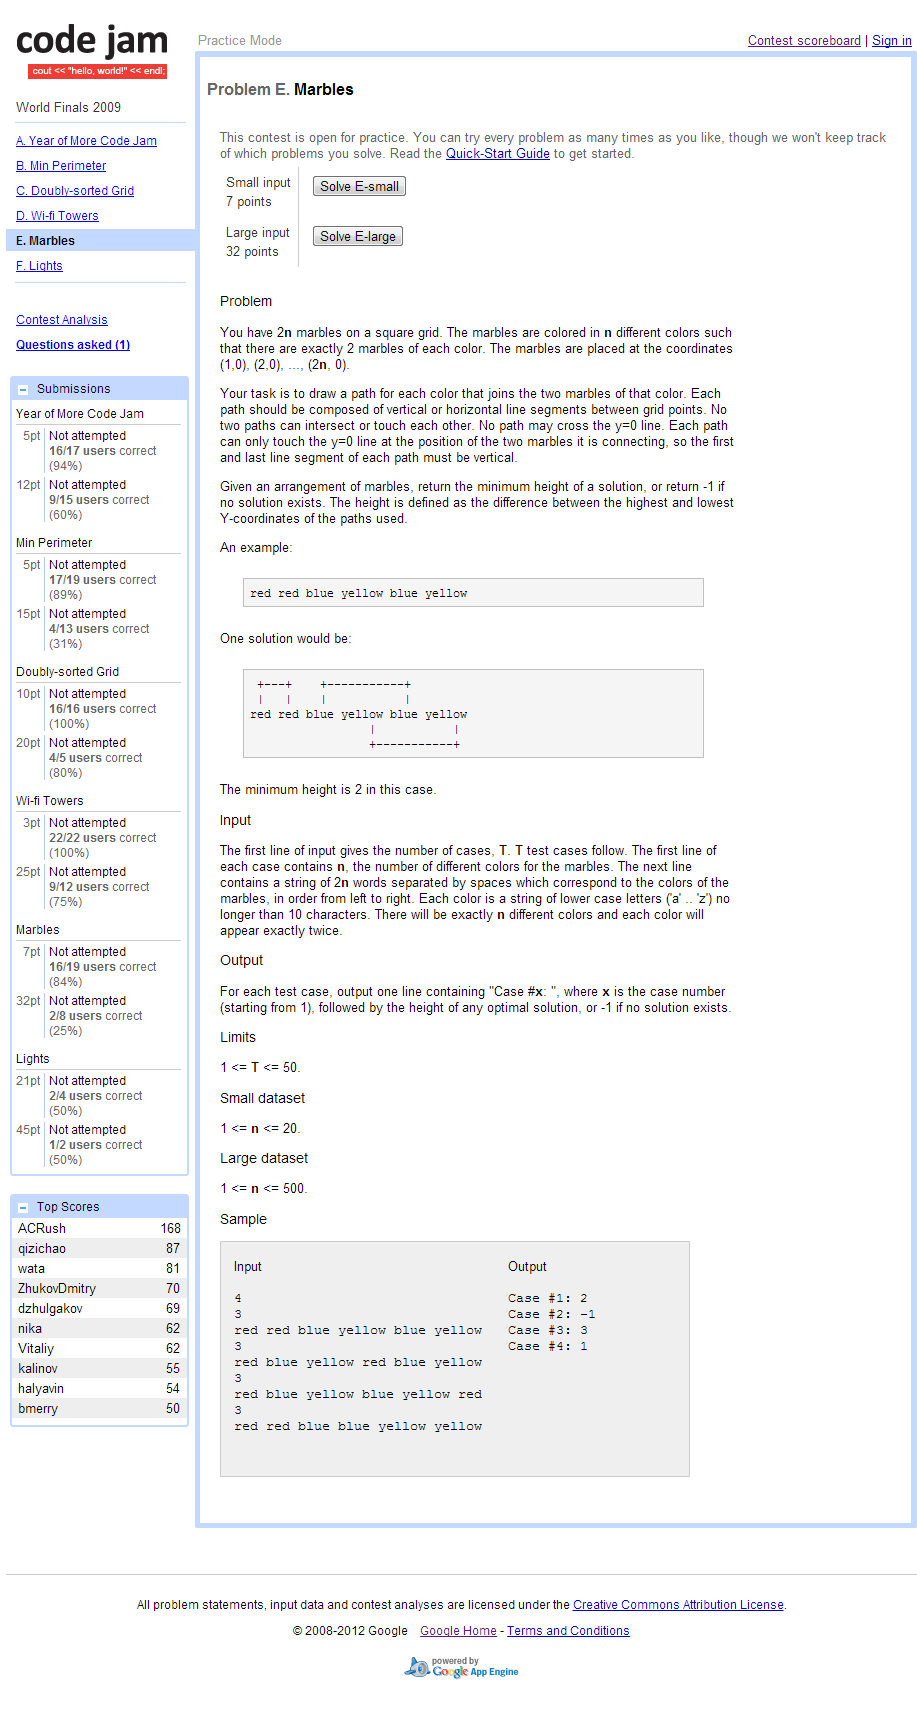 code jam
cout << "hello, world!" << endl;
Practice Mode
Contest scoreboard | Sign in
World Finals 2009
A. Year of More Code Jam
B. Min Perimeter
C. Doubly-sorted Grid
D. Wi-fi Towers
E. Marbles
F. Lights
Contest Analysis
Questions asked (1)
Submissions
Year of More Code Jam
5pt Not attempted
16/17 users correct
(94%)
12pt Not attempted
9/15 users correct
(60%)
Min Perimeter
5pt Not attempted
17/19 users correct
(89%)
15pt Not attempted
4/13 users correct
(31%)
Doubly-sorted Grid
10pt Not attempted
16/16 users correct
(100%)
20pt Not attempted
4/5 users correct
(80%)
Wi-fi Towers
3pt Not attempted
22/22 users correct
(100%)
25pt Not attempted
9/12 users correct
(75%)
Marbles
7pt Not attempted
16/19 users correct
(84%)
32pt Not attempted
2/8 users correct
(25%)
Lights
21pt Not attempted
2/4 users correct
(50%)
45pt Not attempted
1/2 users correct
(50%)
Top Scores
ACRush 168
qizichao 87
wata 81
ZhukovDmitry 70
dzhulgakov 69
nika 62
Vitaliy 62
kalinov 55
halyavin 54
bmerry 50
Problem E. Marbles
This contest is open for practice. You can try every problem as many times as you like, though we won't keep track
of which problems you solve. Read the Quick-Start Guide to get started.
Small input
7 points
Solve E-small
Large input
32 points
Solve E-large
Problem
You have 2n marbles on a square grid. The marbles are colored in n different colors such
that there are exactly 2 marbles of each color. The marbles are placed at the coordinates
(1,0), (2,0), ..., (2n, 0).
Your task is to draw a path for each color that joins the two marbles of that color. Each
path should be composed of vertical or horizontal line segments between grid points. No
two paths can intersect or touch each other. No path may cross the y=0 line. Each path
can only touch the y=0 line at the position of the two marbles it is connecting, so the first
and last line segment of each path must be vertical.
Given an arrangement of marbles, return the minimum height of a solution, or return -1 if
no solution exists. The height is defined as the difference between the highest and lowest
Y-coordinates of the paths used.
An example:
red red blue yellow blue yellow
One solution would be:
+---+    +-----------+
|   |    |           |
red red blue yellow blue yellow
|           |
+-----------+
The minimum height is 2 in this case.
Input
The first line of input gives the number of cases, T. T test cases follow. The first line of
each case contains n, the number of different colors for the marbles. The next line
contains a string of 2n words separated by spaces which correspond to the colors of the
marbles, in order from left to right. Each color is a string of lower case letters ('a' .. 'z') no
longer than 10 characters. There will be exactly n different colors and each color will
appear exactly twice.
Output
For each test case, output one line containing "Case #x: ", where x is the case number
(starting from 1), followed by the height of any optimal solution, or -1 if no solution exists.
Limits
1 <= T <= 50.
Small dataset
1 <= n <= 20.
Large dataset
1 <= n <= 500.
Sample
Input
4
3
red red blue yellow blue yellow
3
red blue yellow red blue yellow
3
red blue yellow blue yellow red
3
red red blue blue yellow yellow
Output
Case #1: 2
Case #2: -1
Case #3: 3
Case #4: 1
All problem statements, input data and contest analyses are licensed under the Creative Commons Attribution License.
© 2008-2012 Google Google Home - Terms and Conditions
powered by
Google App Engine